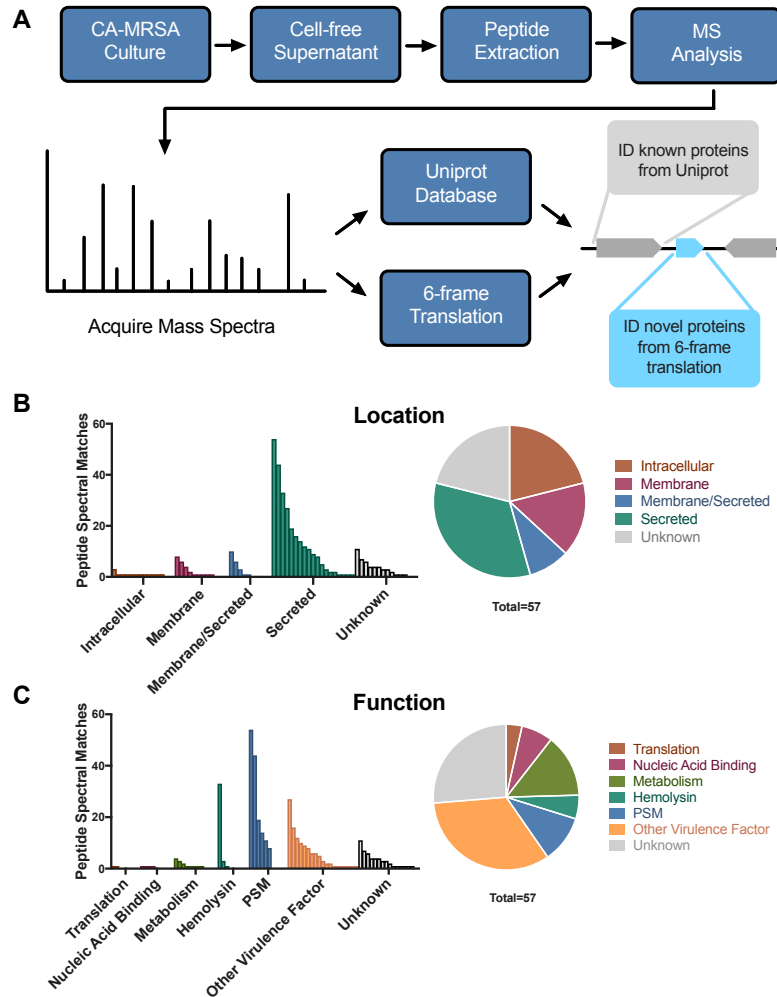 A
CA-MRSA
Culture
Cell-free
Supernatant
Peptide
Extraction
MS
Analysis
Uniprot
Database
ID known proteins
from Uniprot
6-frame
Translation
Acquire Mass Spectra
ID novel proteins
from 6-frame
translation
B
Location
Peptide Spectral Matches
60
40
20
0
Intracellular
Membrane
Membrane/Secreted
Secreted
Unknown
Intracellular
Membrane
Membrane/Secreted
Secreted
Unknown
Total=57
C
Function
Peptide Spectral Matches
60
40
20
0
Translation
Nucleic Acid Binding
Metabolism
Hemolysin
PSM
Other Virulence Factor
Unknown
Translation
Nucleic Acid Binding
Metabolism
Hemolysin
PSM
Other Virulence Factor
Unknown
Total=57